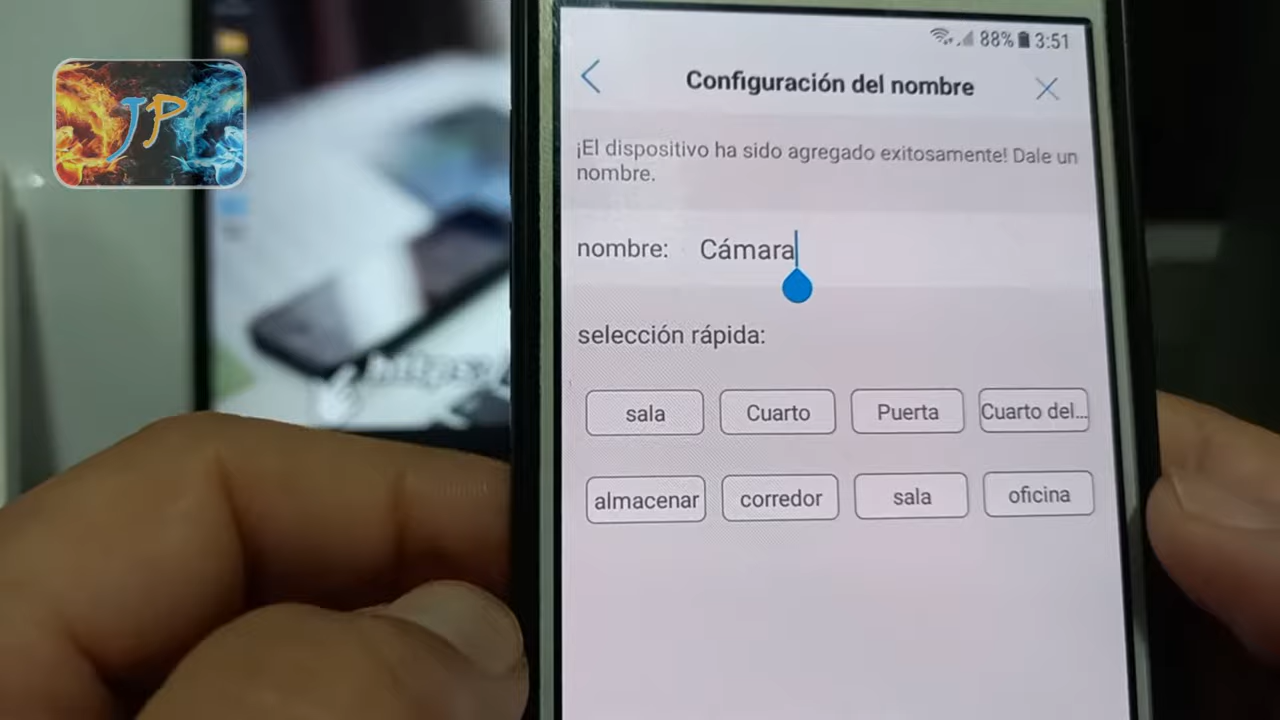 JP
88% 3:51
Configuración del nombre
¡El dispositivo ha sido agregado exitosamente! Dale un
nombre.
nombre: Cámara
selección rápida:
sala Cuarto Puerta Cuarto del...
almacenar corredor sala oficina
https:/